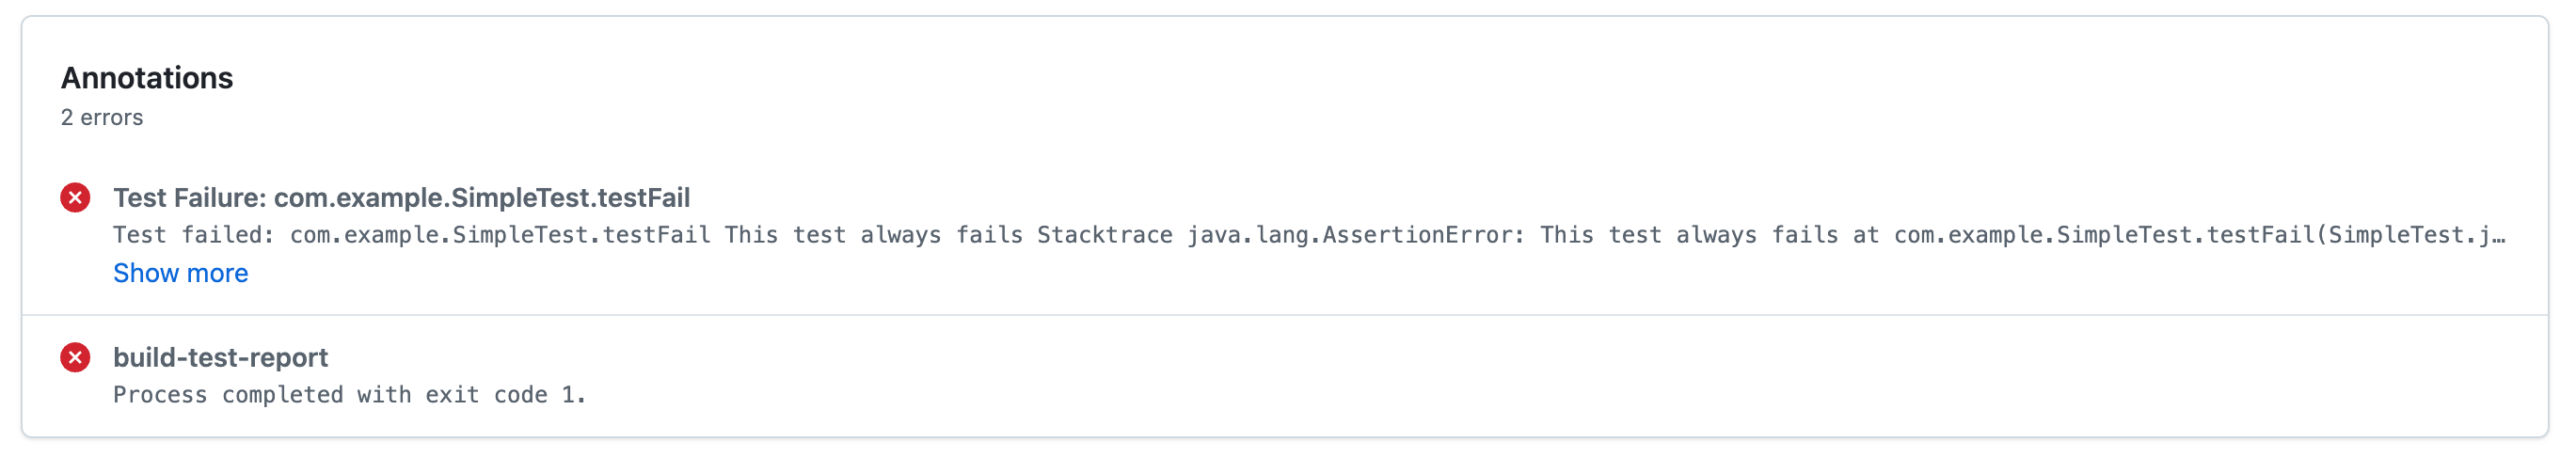 Annotations
2 errors
Test Failure: com.example.SimpleTest.testFail
Test failed: com.example.SimpleTest.testFail This test always fails Stacktrace java.lang.AssertionError: This test always fails at com.example.SimpleTest.testFail(SimpleTest.j…
Show more
build-test-report
Process completed with exit code 1.